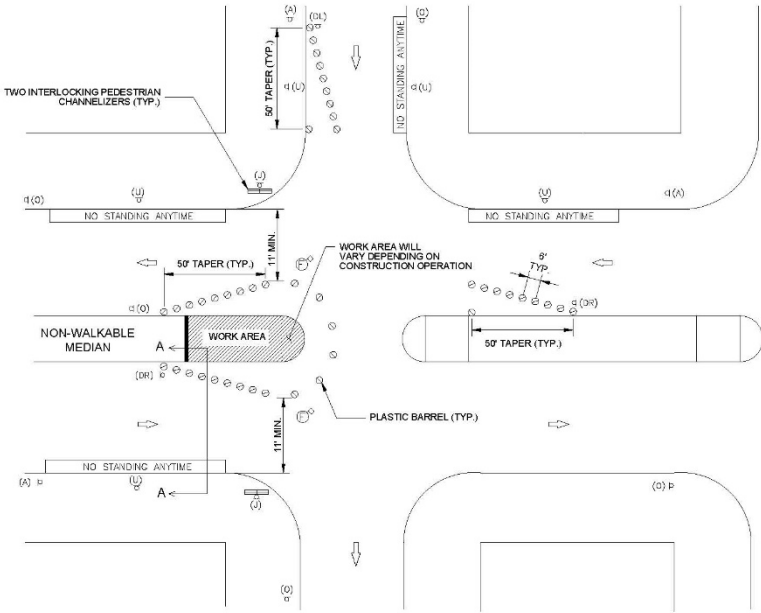 (A)
(DL)
(O)
50' TAPER (TYP.)
NO STANDING ANYTIME
(U)
(U)
TWO INTERLOCKING PEDESTRIAN
CHANNELIZERS (TYP.)
(J)
(O)
(U)
(U)
(A)
NO STANDING ANYTIME
NO STANDING ANYTIME
11' MIN.
WORK AREA WILL
VARY DEPENDING ON
CONSTRUCTION OPERATION
50' TAPER (TYP.)
F
6'
TYP.
(O)
(DR)
NON-WALKABLE
MEDIAN
WORK AREA
A
50' TAPER (TYP.)
(DR)
F
PLASTIC BARREL (TYP.)
11' MIN.
NO STANDING ANYTIME
(A)
(U)
A
(J)
(O)
(O)